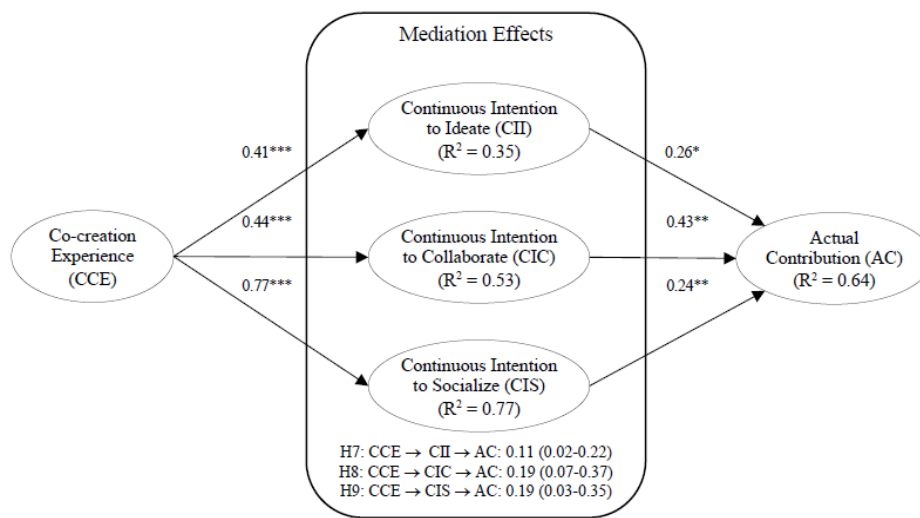 Mediation Effects
Continuous Intention
to Ideate (CII)
(R² = 0.35)
0.41***
0.26*
0.44***
0.43**
Co-creation
Experience
(CCE)
Continuous Intention
to Collaborate (CIC)
(R² = 0.53)
Actual
Contribution (AC)
(R² = 0.64)
0.77***
0.24**
Continuous Intention
to Socialize (CIS)
(R² = 0.77)
H7: CCE → CII → AC: 0.11 (0.02-0.22)
H8: CCE → CIC → AC: 0.19 (0.07-0.37)
H9: CCE → CIS → AC: 0.19 (0.03-0.35)